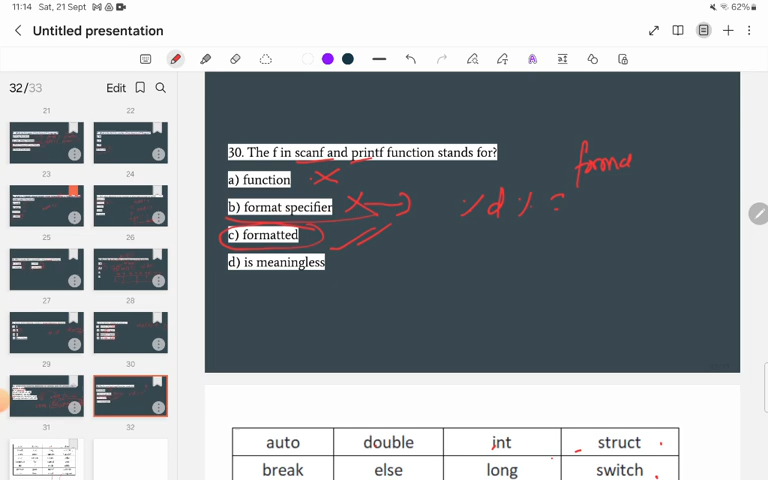 11:14 Sat, 21 Sept
62%
Untitled presentation
32/33
Edit
21
22
23
24
25
26
27
28
29
30
31
32
30. The f in scanf and printf function stands for?
a) function
b) format specifier
c) formatted
d) is meaningless
forma
% d %
auto double int struct
break else long switch